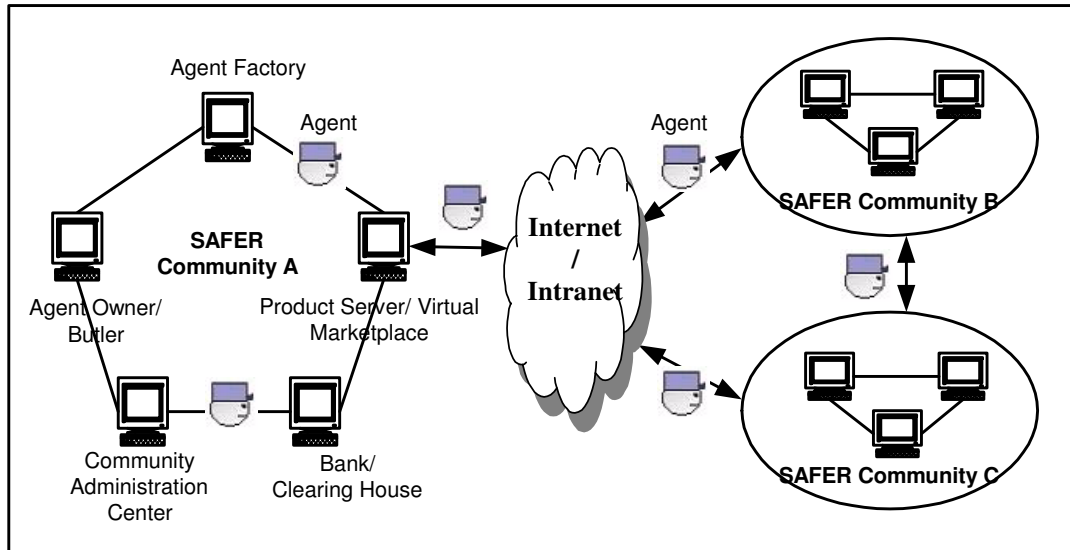 Agent Factory
Agent
SAFER
Community A
Agent Owner/
Butler
Product Server/ Virtual
Marketplace
Community
Administration
Center
Bank/
Clearing House
Internet
/
Intranet
Agent
SAFER Community B
SAFER Community C